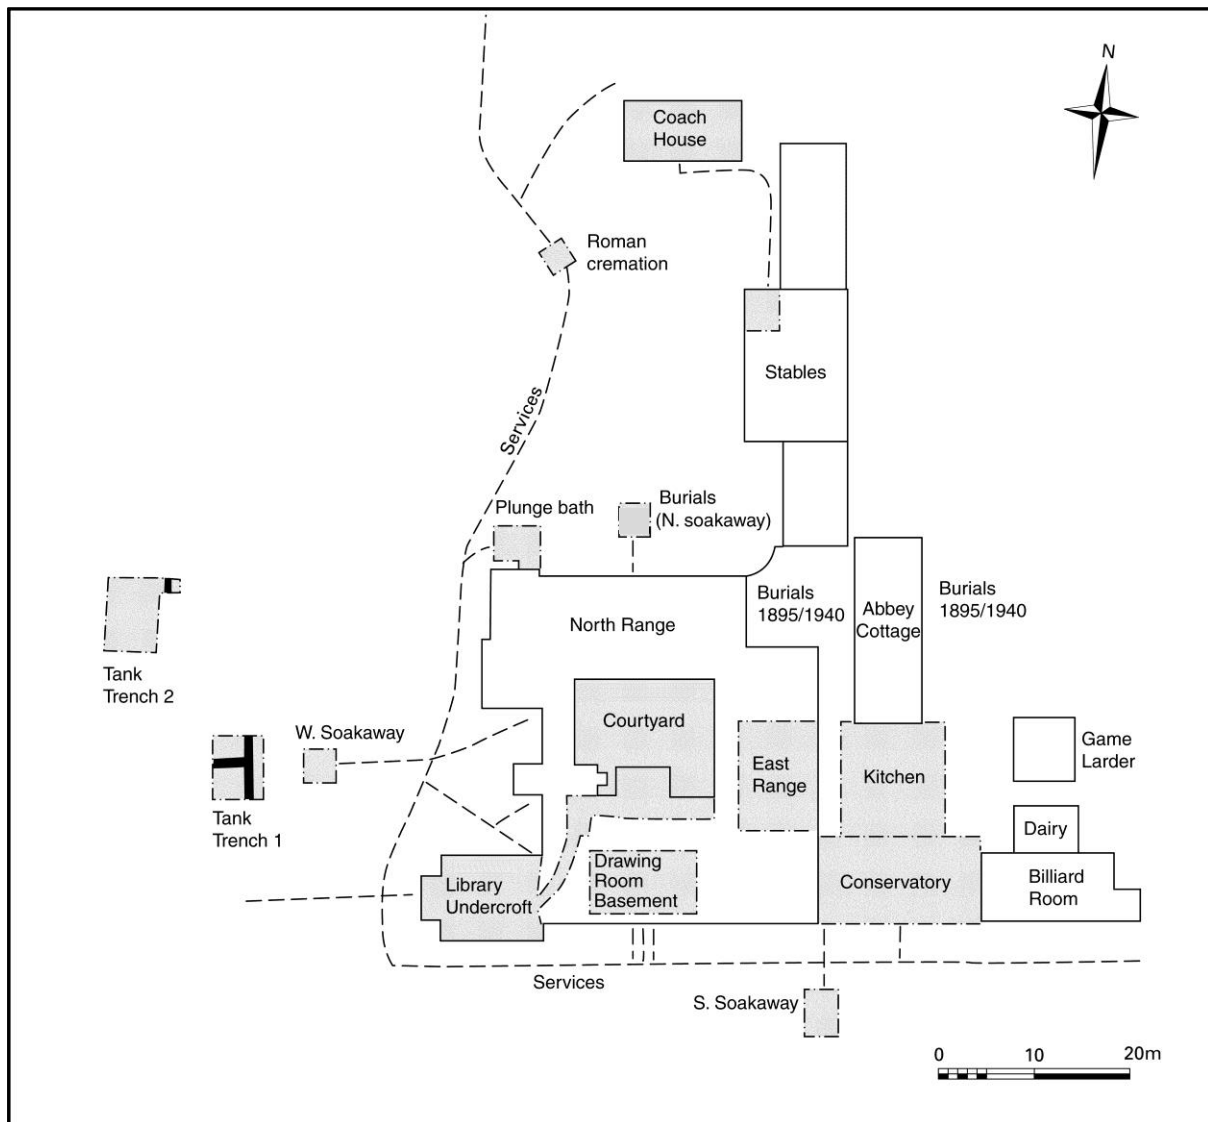 N
Coach
House
Roman
cremation
Services
Stables
Plunge bath
Burials
(N. soakaway)
Burials
1895/1940
Abbey
Cottage
Burials
1895/1940
North Range
Tank
Trench 2
Courtyard
W. Soakaway
East
Range
Kitchen
Game
Larder
Tank
Trench 1
Dairy
Library
Undercroft
Drawing
Room
Basement
Conservatory
Billiard
Room
Services
S. Soakaway
0 10 20m